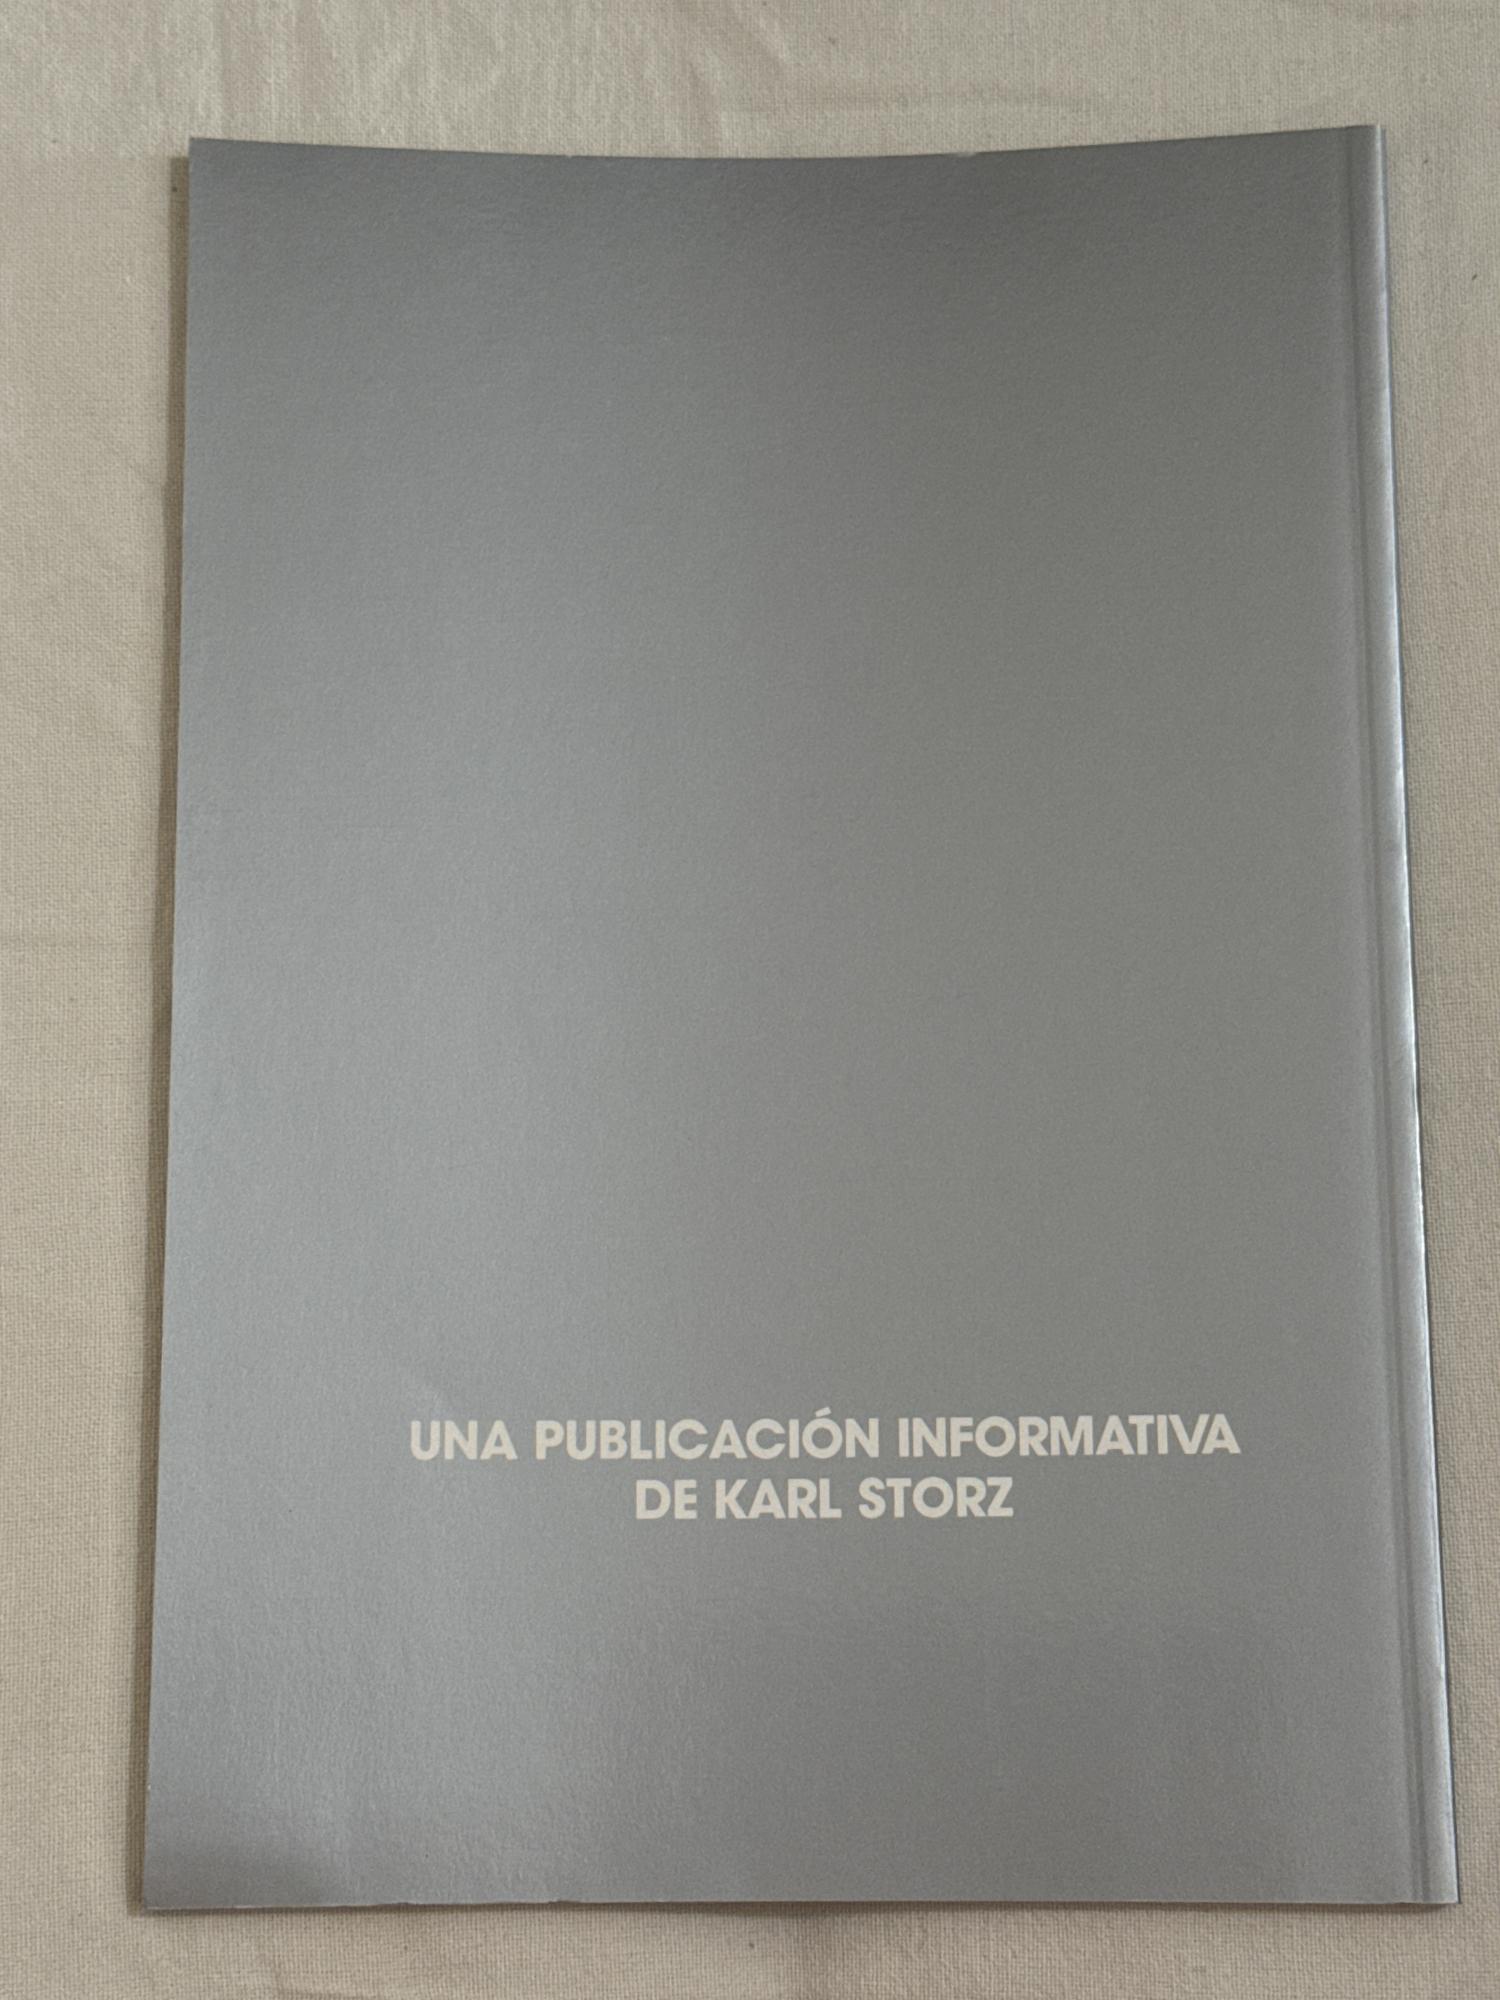 UNA PUBLICACIÓN INFORMATIVA
DE KARL STORZ